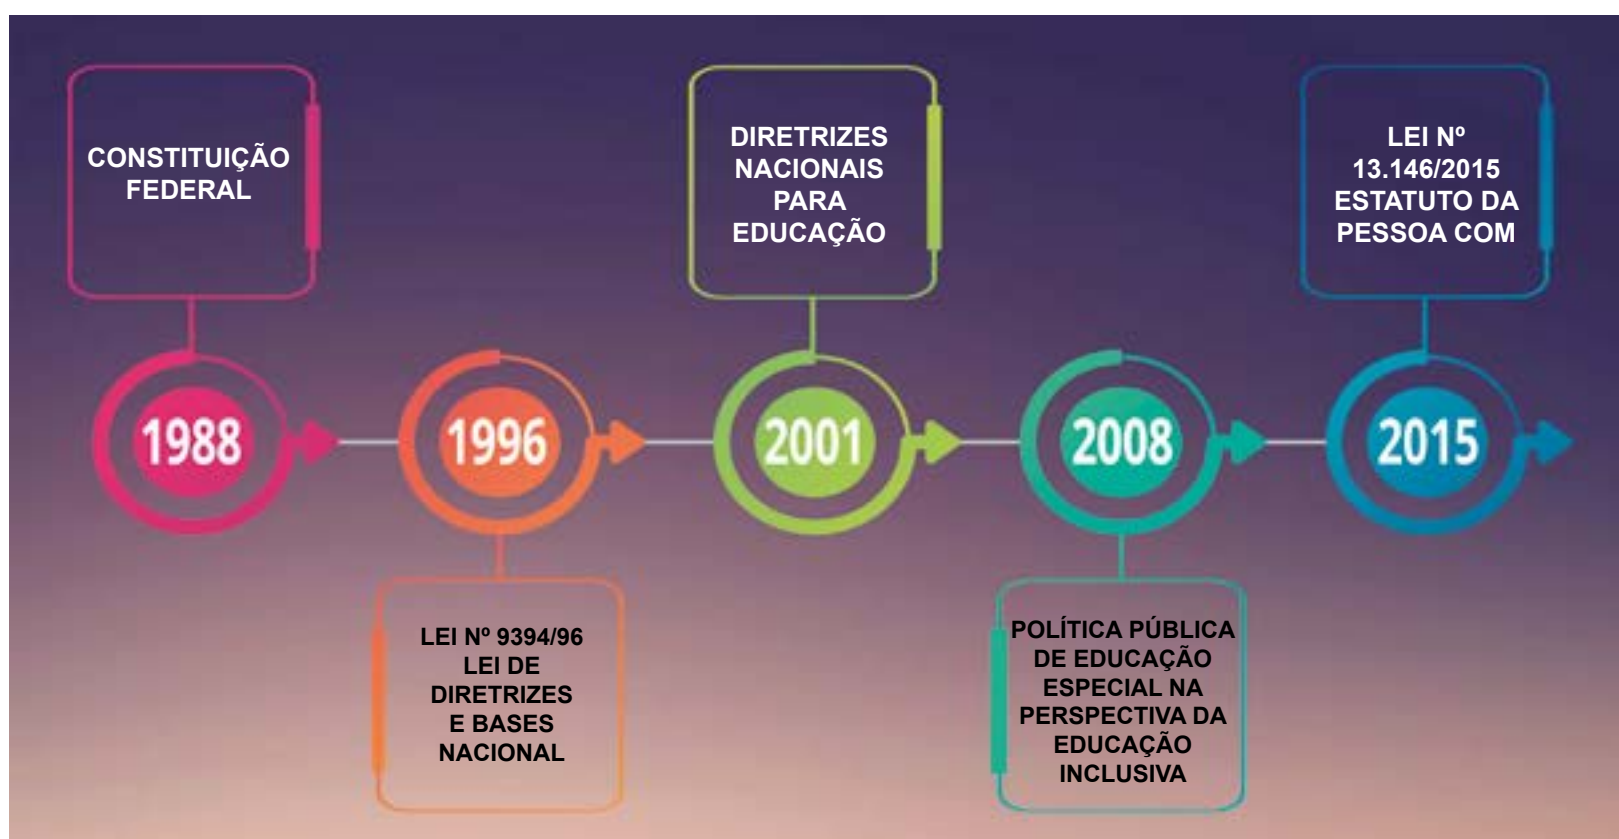 CONSTITUIÇÃO
FEDERAL
DIRETRIZES
NACIONAIS
PARA
EDUCAÇÃO
LEI Nº
13.146/2015
ESTATUTO DA
PESSOA COM
1988
1996
2001
2008
2015
LEI Nº 9394/96
LEI DE
DIRETRIZES
E BASES
NACIONAL
POLÍTICA PÚBLICA
DE EDUCAÇÃO
ESPECIAL NA
PERSPECTIVA DA
EDUCAÇÃO
INCLUSIVA